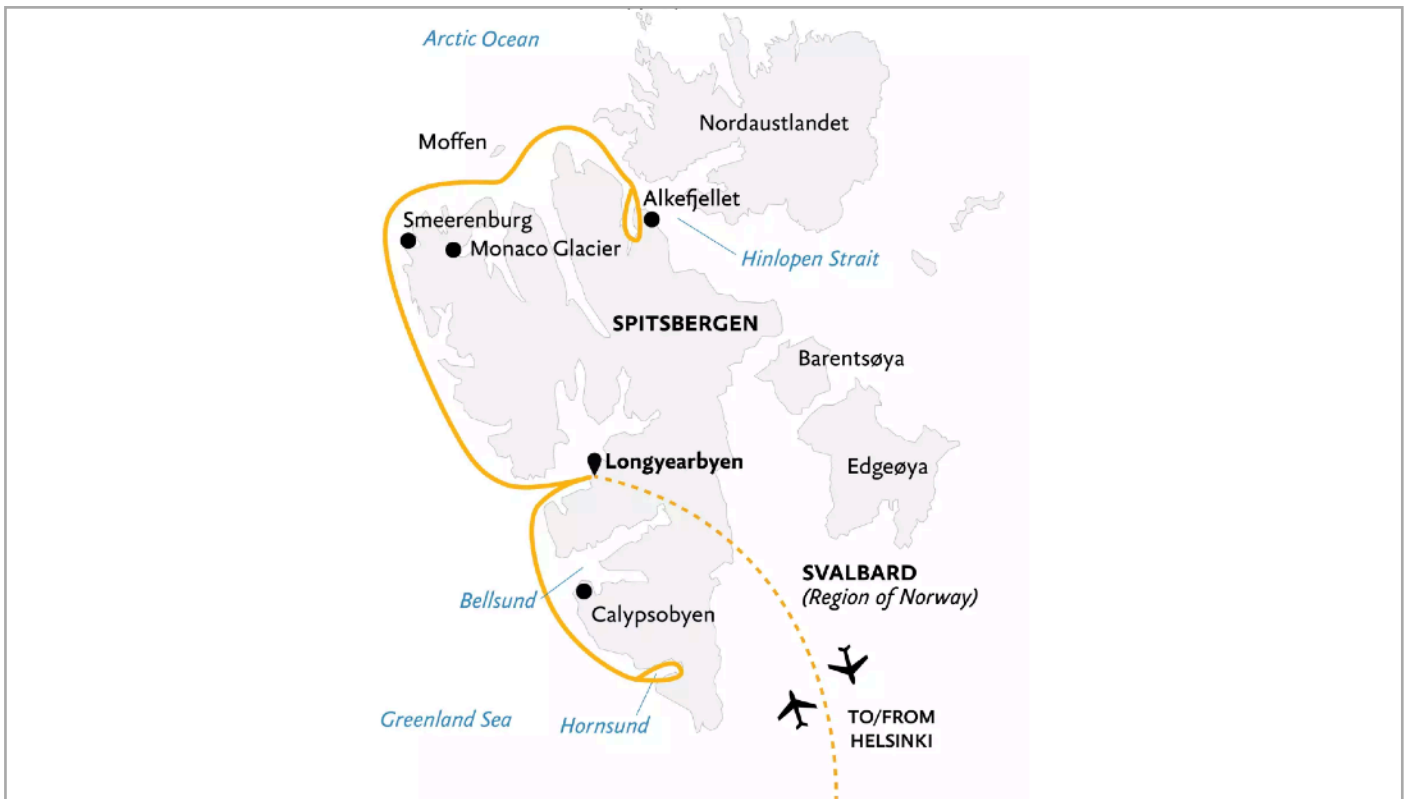 Arctic Ocean
Nordaustlandet
Moffen
Alkefjellet
Smeerenburg
Monaco Glacier
Hinlopen Strait
SPITSBERGEN
Barentsøya
Longyearbyen
Edgeøya
SVALBARD
(Region of Norway)
Bellsund
Calypsobyen
Greenland Sea
Hornsund
TO/FROM
HELSINKI